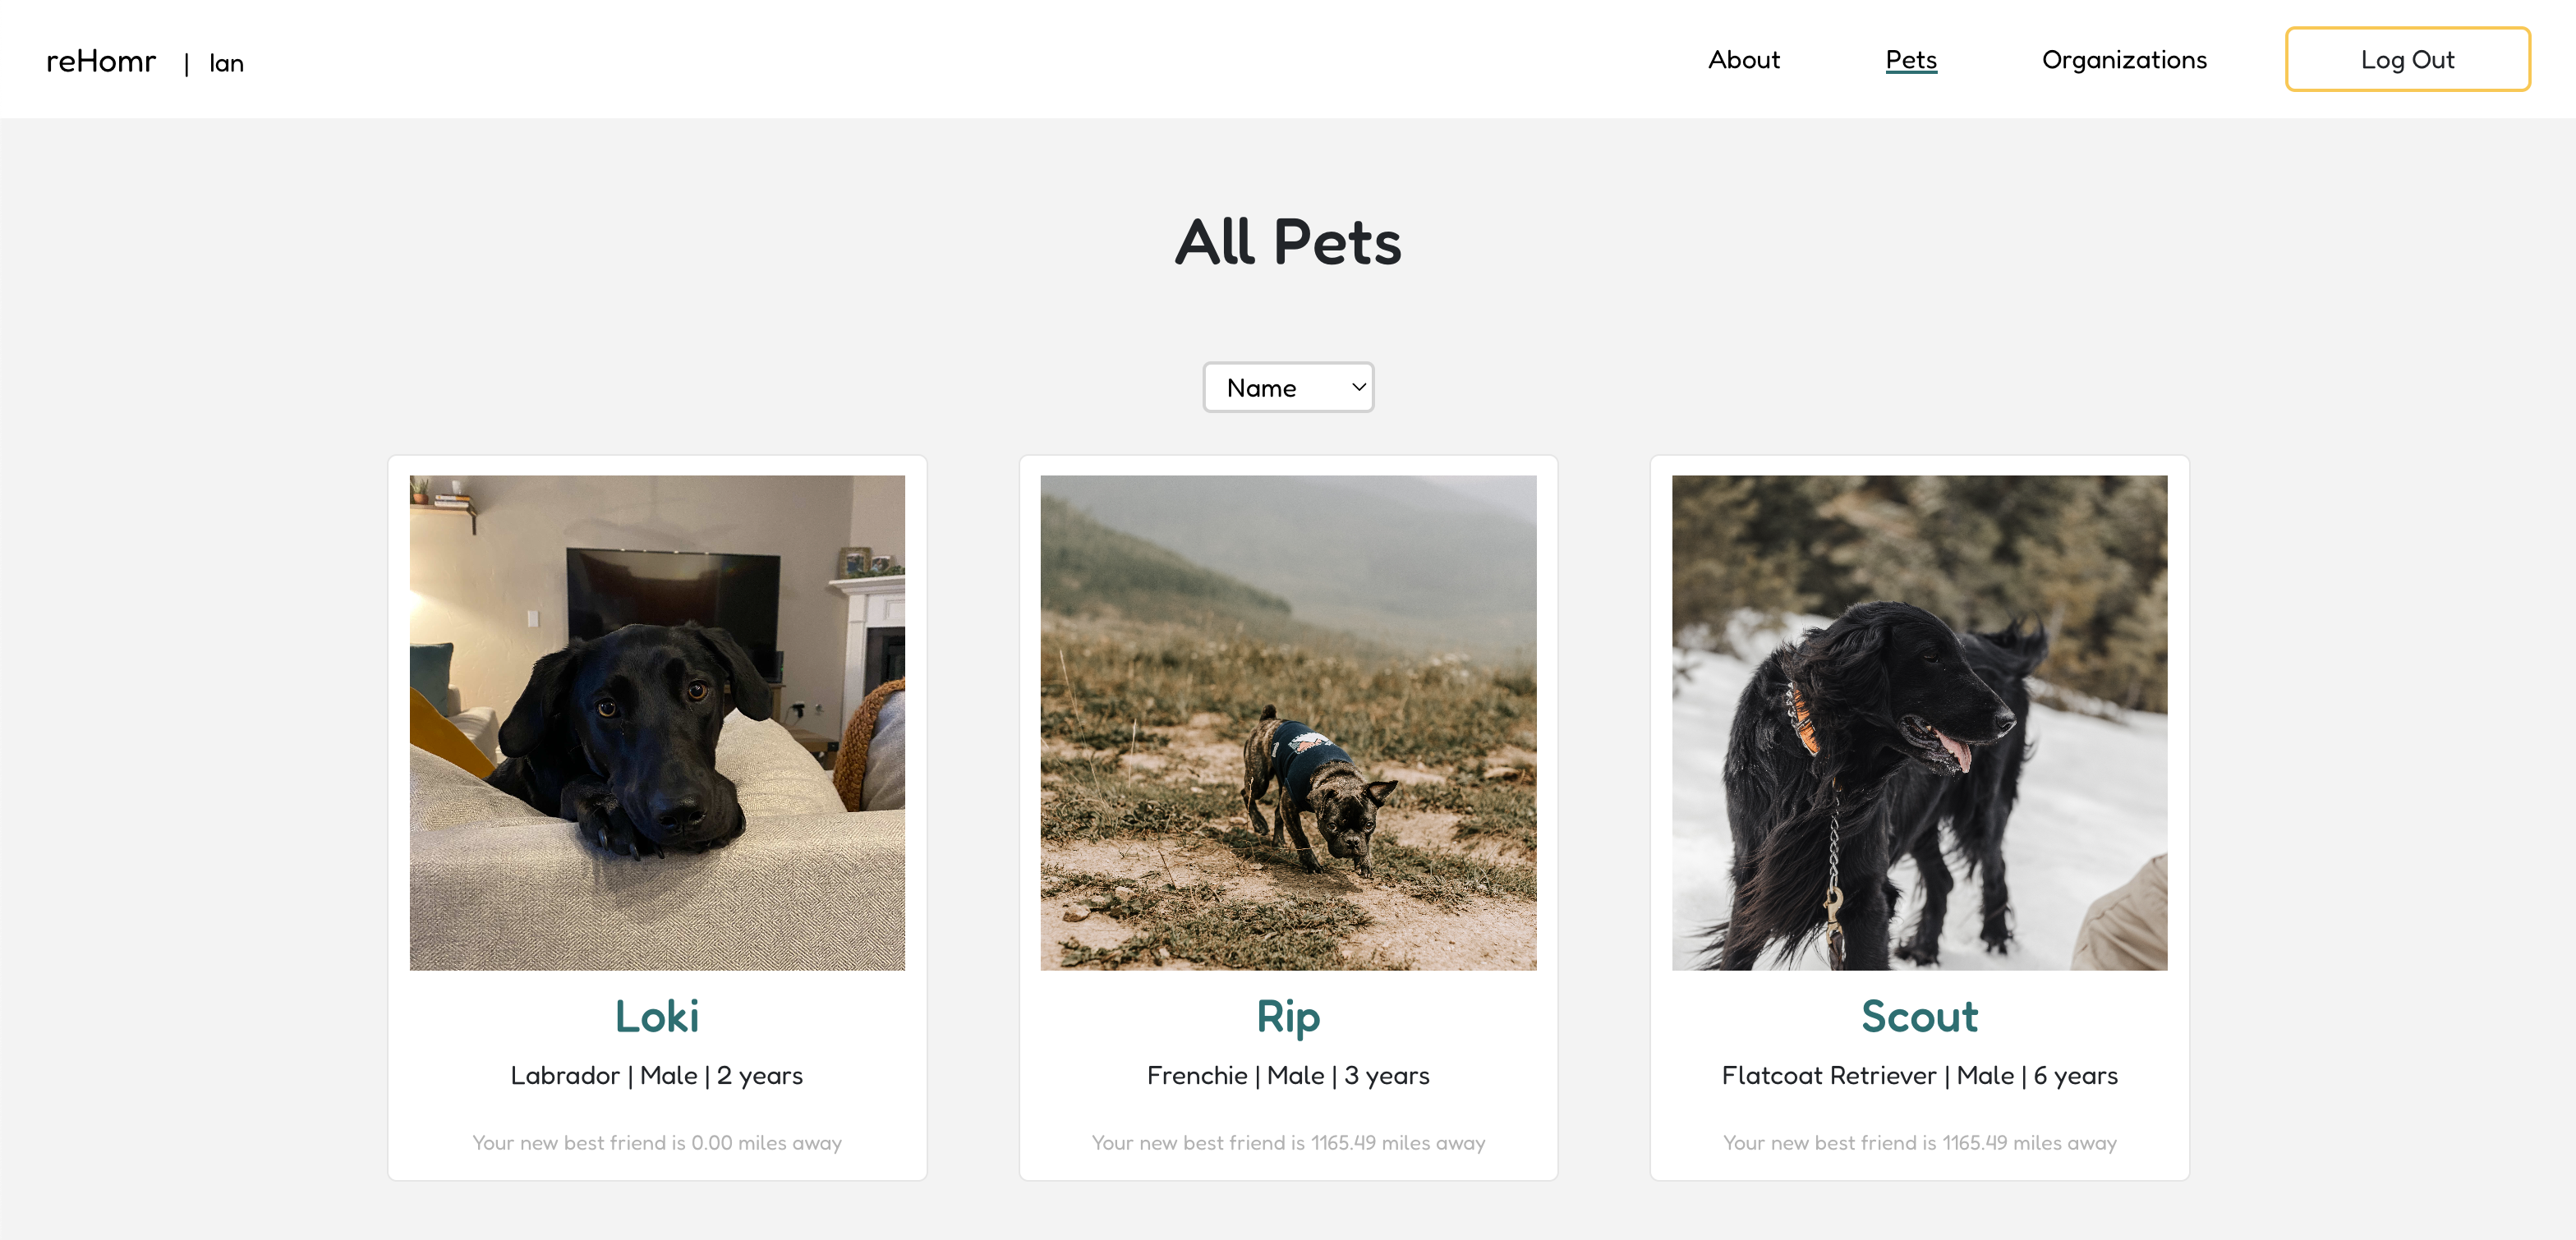 reHomr | Ian About Pets Organizations Log Out
All Pets
Name
Loki
Labrador | Male | 2 years
Your new best friend is 0.00 miles away
Rip
Frenchie | Male | 3 years
Your new best friend is 1165.49 miles away
Scout
Flatcoat Retriever | Male | 6 years
Your new best friend is 1165.49 miles away